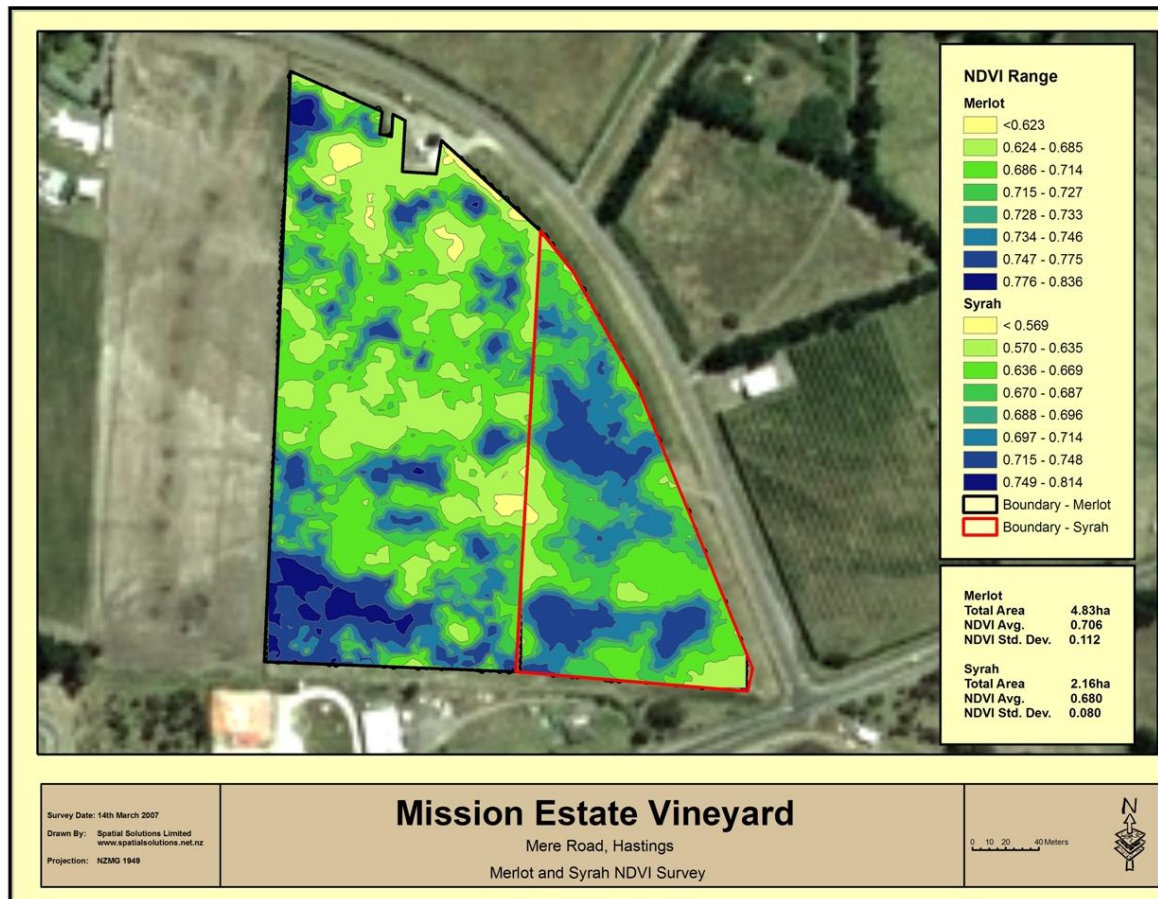 NDVI Range
Merlot
<0.623
0.624 - 0.685
0.686 - 0.714
0.715 - 0.727
0.728 - 0.733
0.734 - 0.746
0.747 - 0.775
0.776 - 0.836
Syrah
< 0.569
0.570 - 0.635
0.636 - 0.669
0.670 - 0.687
0.688 - 0.696
0.697 - 0.714
0.715 - 0.748
0.749 - 0.814
Boundary - Merlot
Boundary - Syrah
Merlot
Total Area 4.83ha
NDVI Avg. 0.706
NDVI Std. Dev. 0.112
Syrah
Total Area 2.16ha
NDVI Avg. 0.680
NDVI Std. Dev. 0.080
Survey Date: 14th March 2007
Drawn By: Spatial Solutions Limited
www.spatialsolutions.net.nz
Projection: NZMG 1949
Mission Estate Vineyard
Mere Road, Hastings
Merlot and Syrah NDVI Survey
0 10 20 40 Meters
N